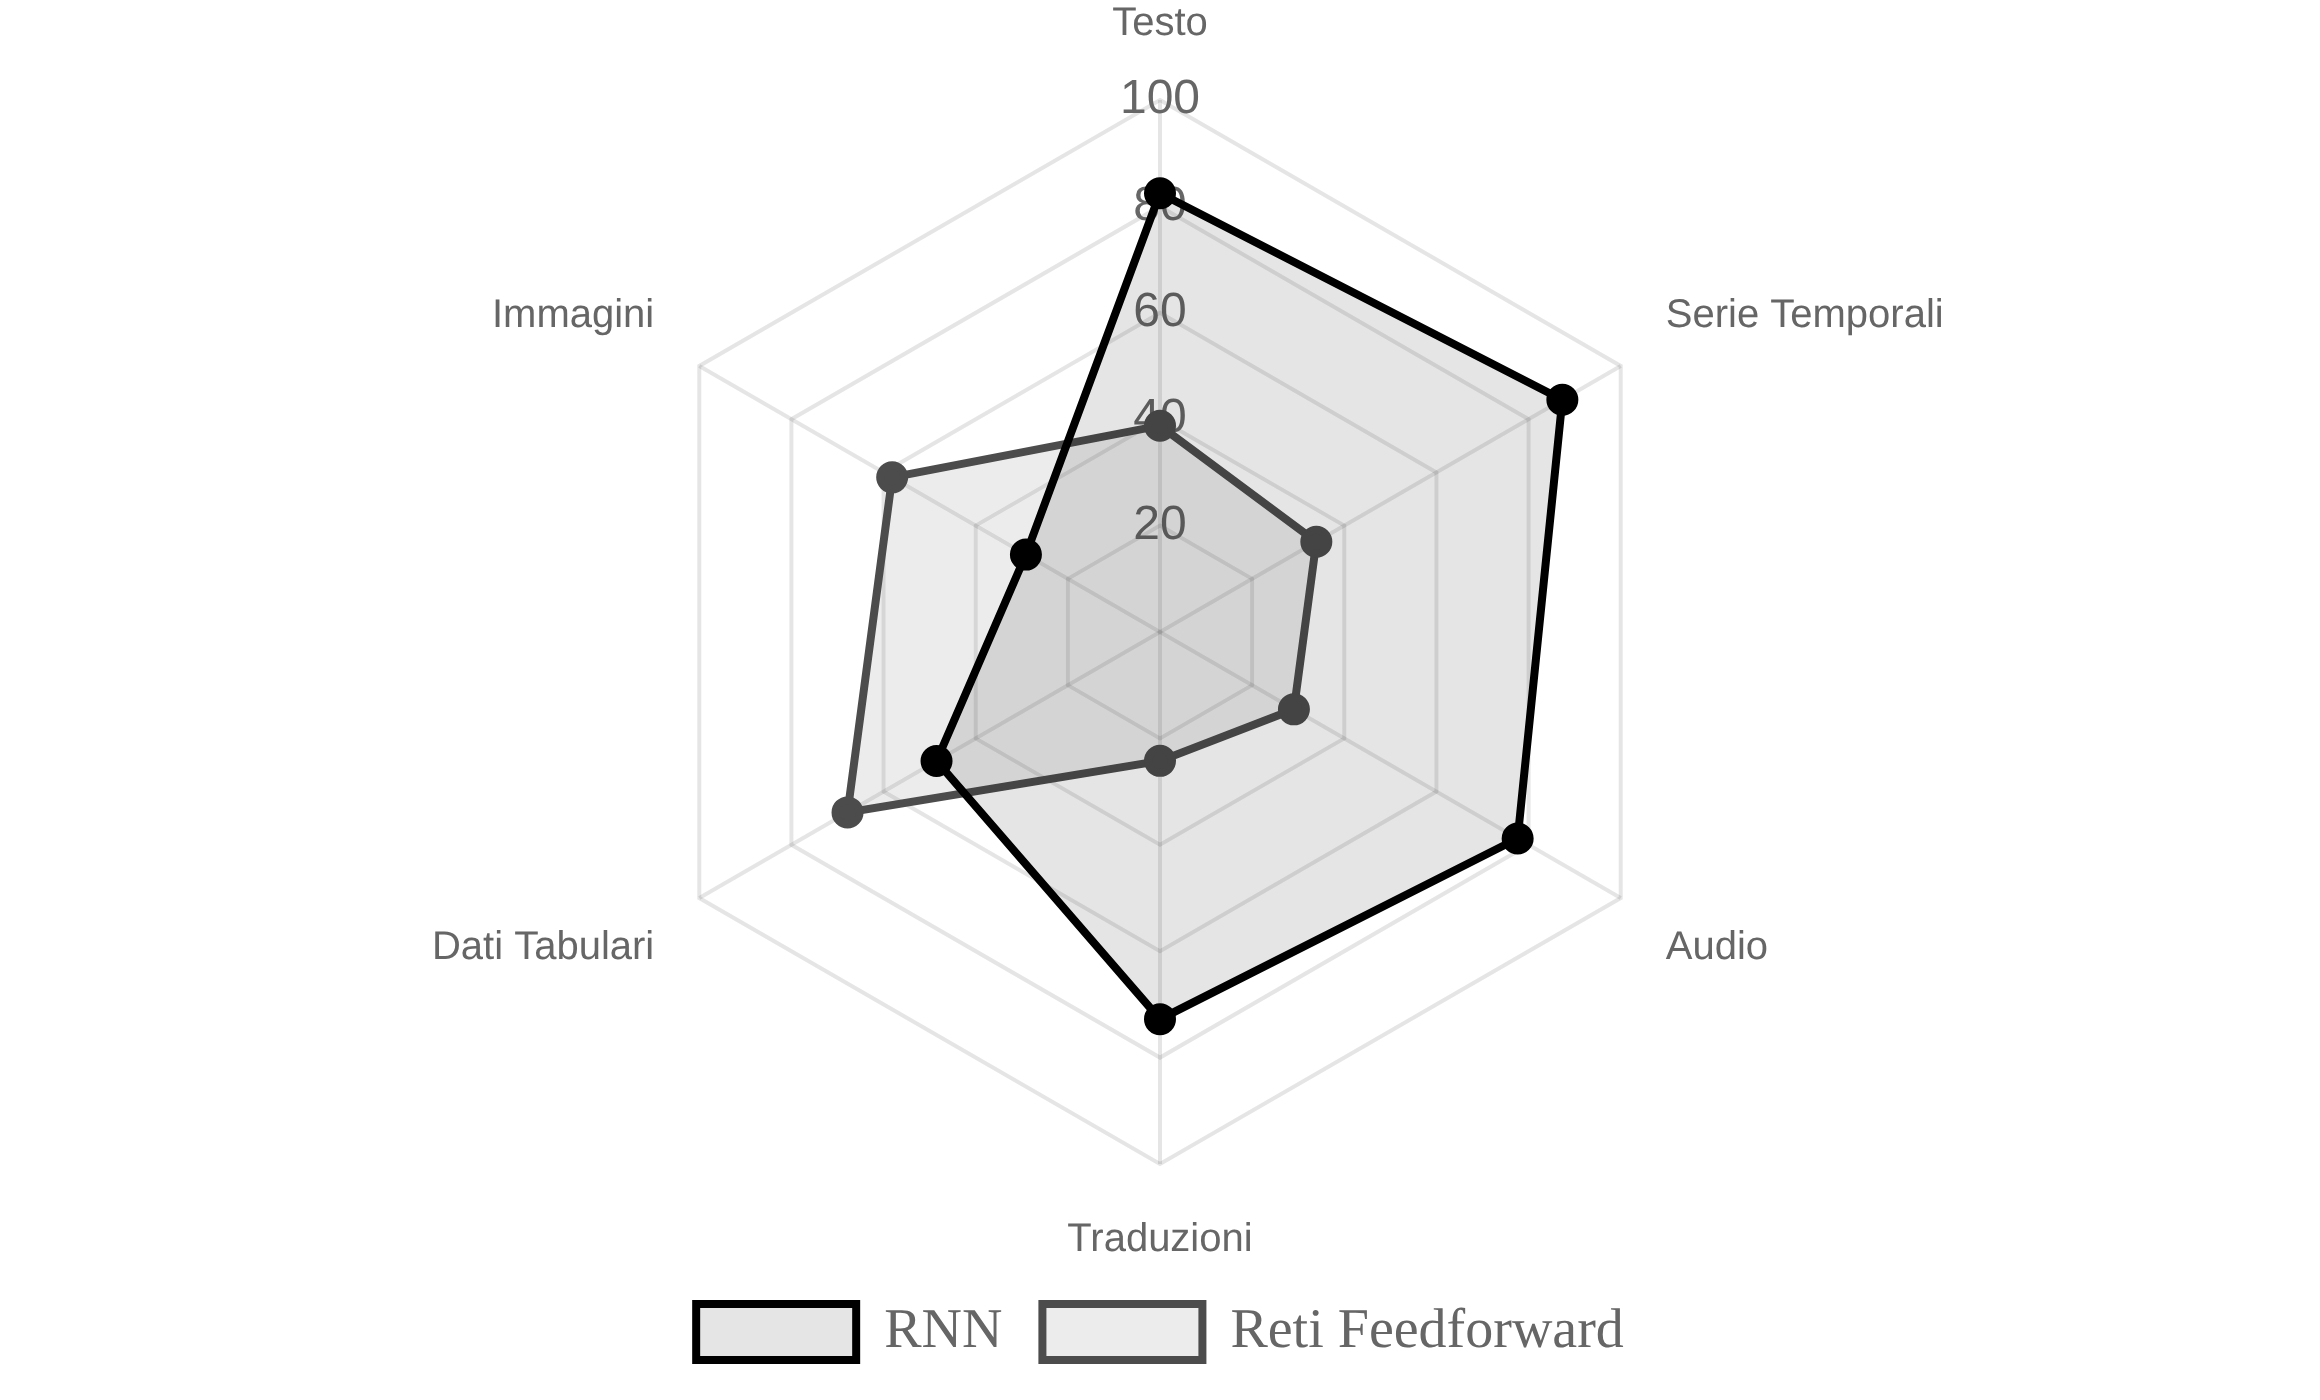 Testo
100
80
60
40
20
Immagini
Serie Temporali
Dati Tabulari
Audio
Traduzioni
RNN
Reti Feedforward